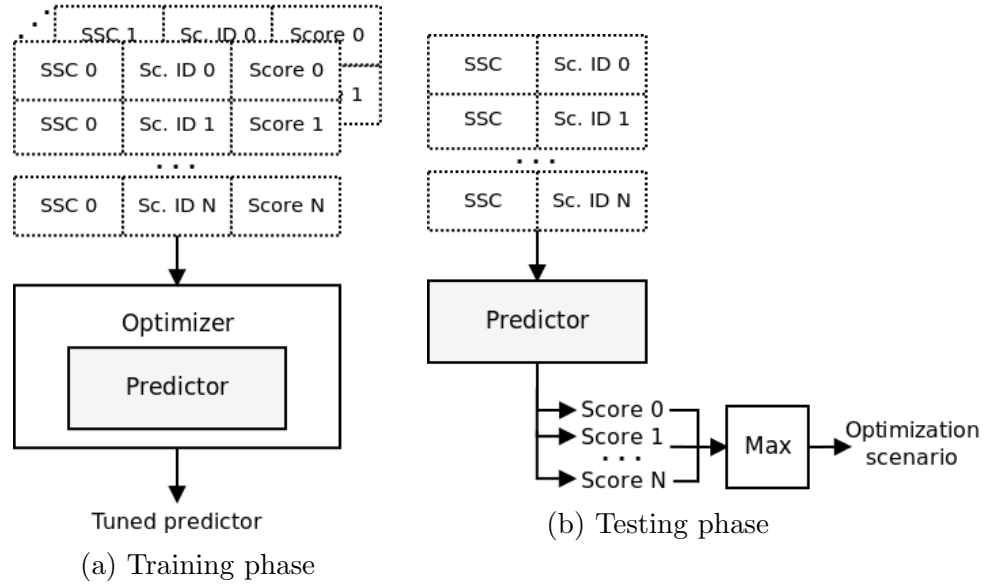 SSC 1 Sc. ID 0 Score 0
SSC 0 Sc. ID 0 Score 0
1
SSC 0 Sc. ID 1 Score 1
...
SSC 0 Sc. ID N Score N
Optimizer
Predictor
Tuned predictor
(a) Training phase
SSC Sc. ID 0
SSC Sc. ID 1
...
SSC Sc. ID N
Predictor
Score 0
Score 1
...
Score N
Max
Optimization
scenario
(b) Testing phase